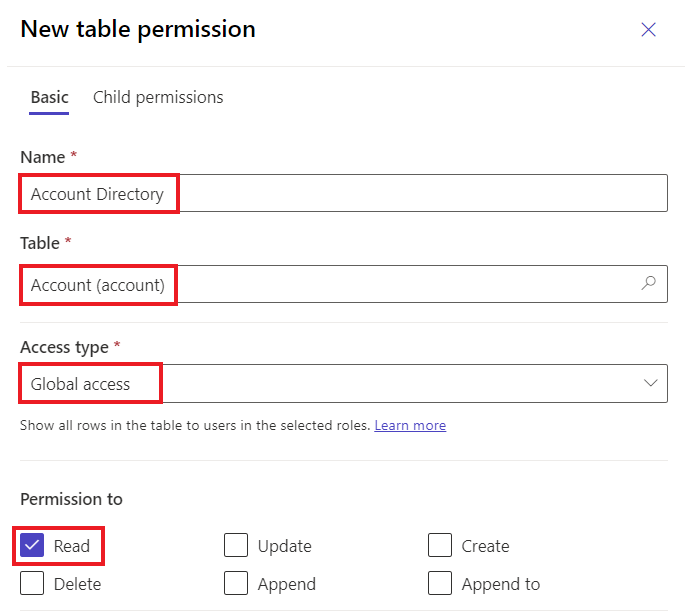 New table permission
Basic Child permissions
Name *
Account Directory
Table *
Account (account)
Access type *
Global access
Show all rows in the table to users in the selected roles. Learn more
Permission to
Read Update Create
Delete Append Append to